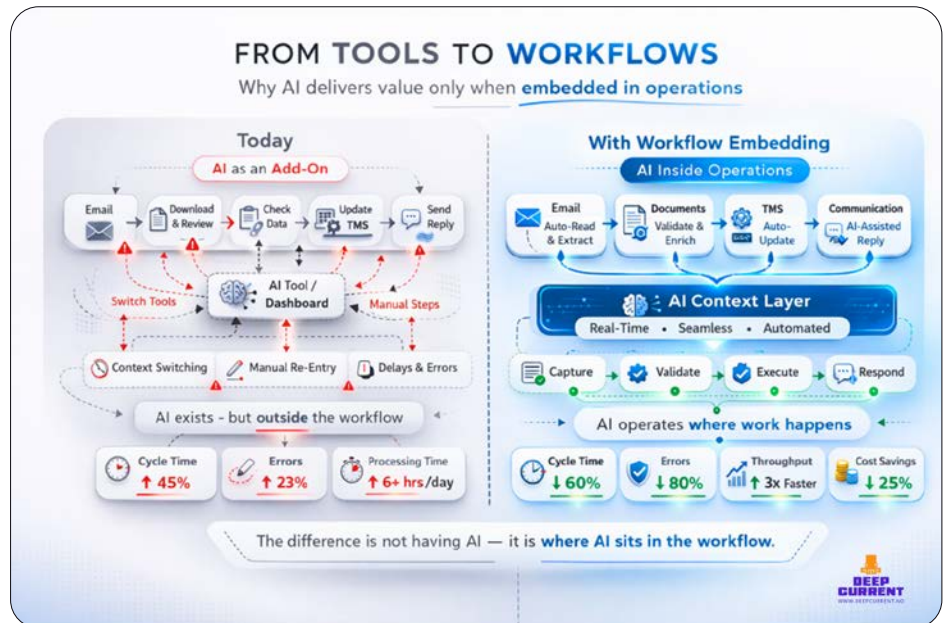 FROM TOOLS TO WORKFLOWS
Why AI delivers value only when embedded in operations
Today
AI as an Add-On
Email
Download
& Review
Check
Data
Update
TMS
Send
Reply
AI Tool /
Dashboard
Switch Tools
Manual Steps
Context Switching
Manual Re-Entry
Delays & Errors
AI exists - but outside the workflow
Cycle Time
↑ 45%
Errors
↑ 23%
Processing Time
↑ 6+ hrs/day
With Workflow Embedding
AI Inside Operations
Email
Auto-Read
& Extract
Documents
Validate &
Enrich
TMS
Auto-
Update
Communication
AI-Assisted
Reply
AI Context Layer
Real-Time • Seamless • Automated
Capture
Validate
Execute
Respond
AI operates where work happens
Cycle Time
↓ 60%
Errors
↓ 80%
Throughput
↑ 3x Faster
Cost Savings
↓ 25%
The difference is not having AI — it is where AI sits in the workflow.
DEEP
CURRENT
WWW.DEEPCURRENT.NO